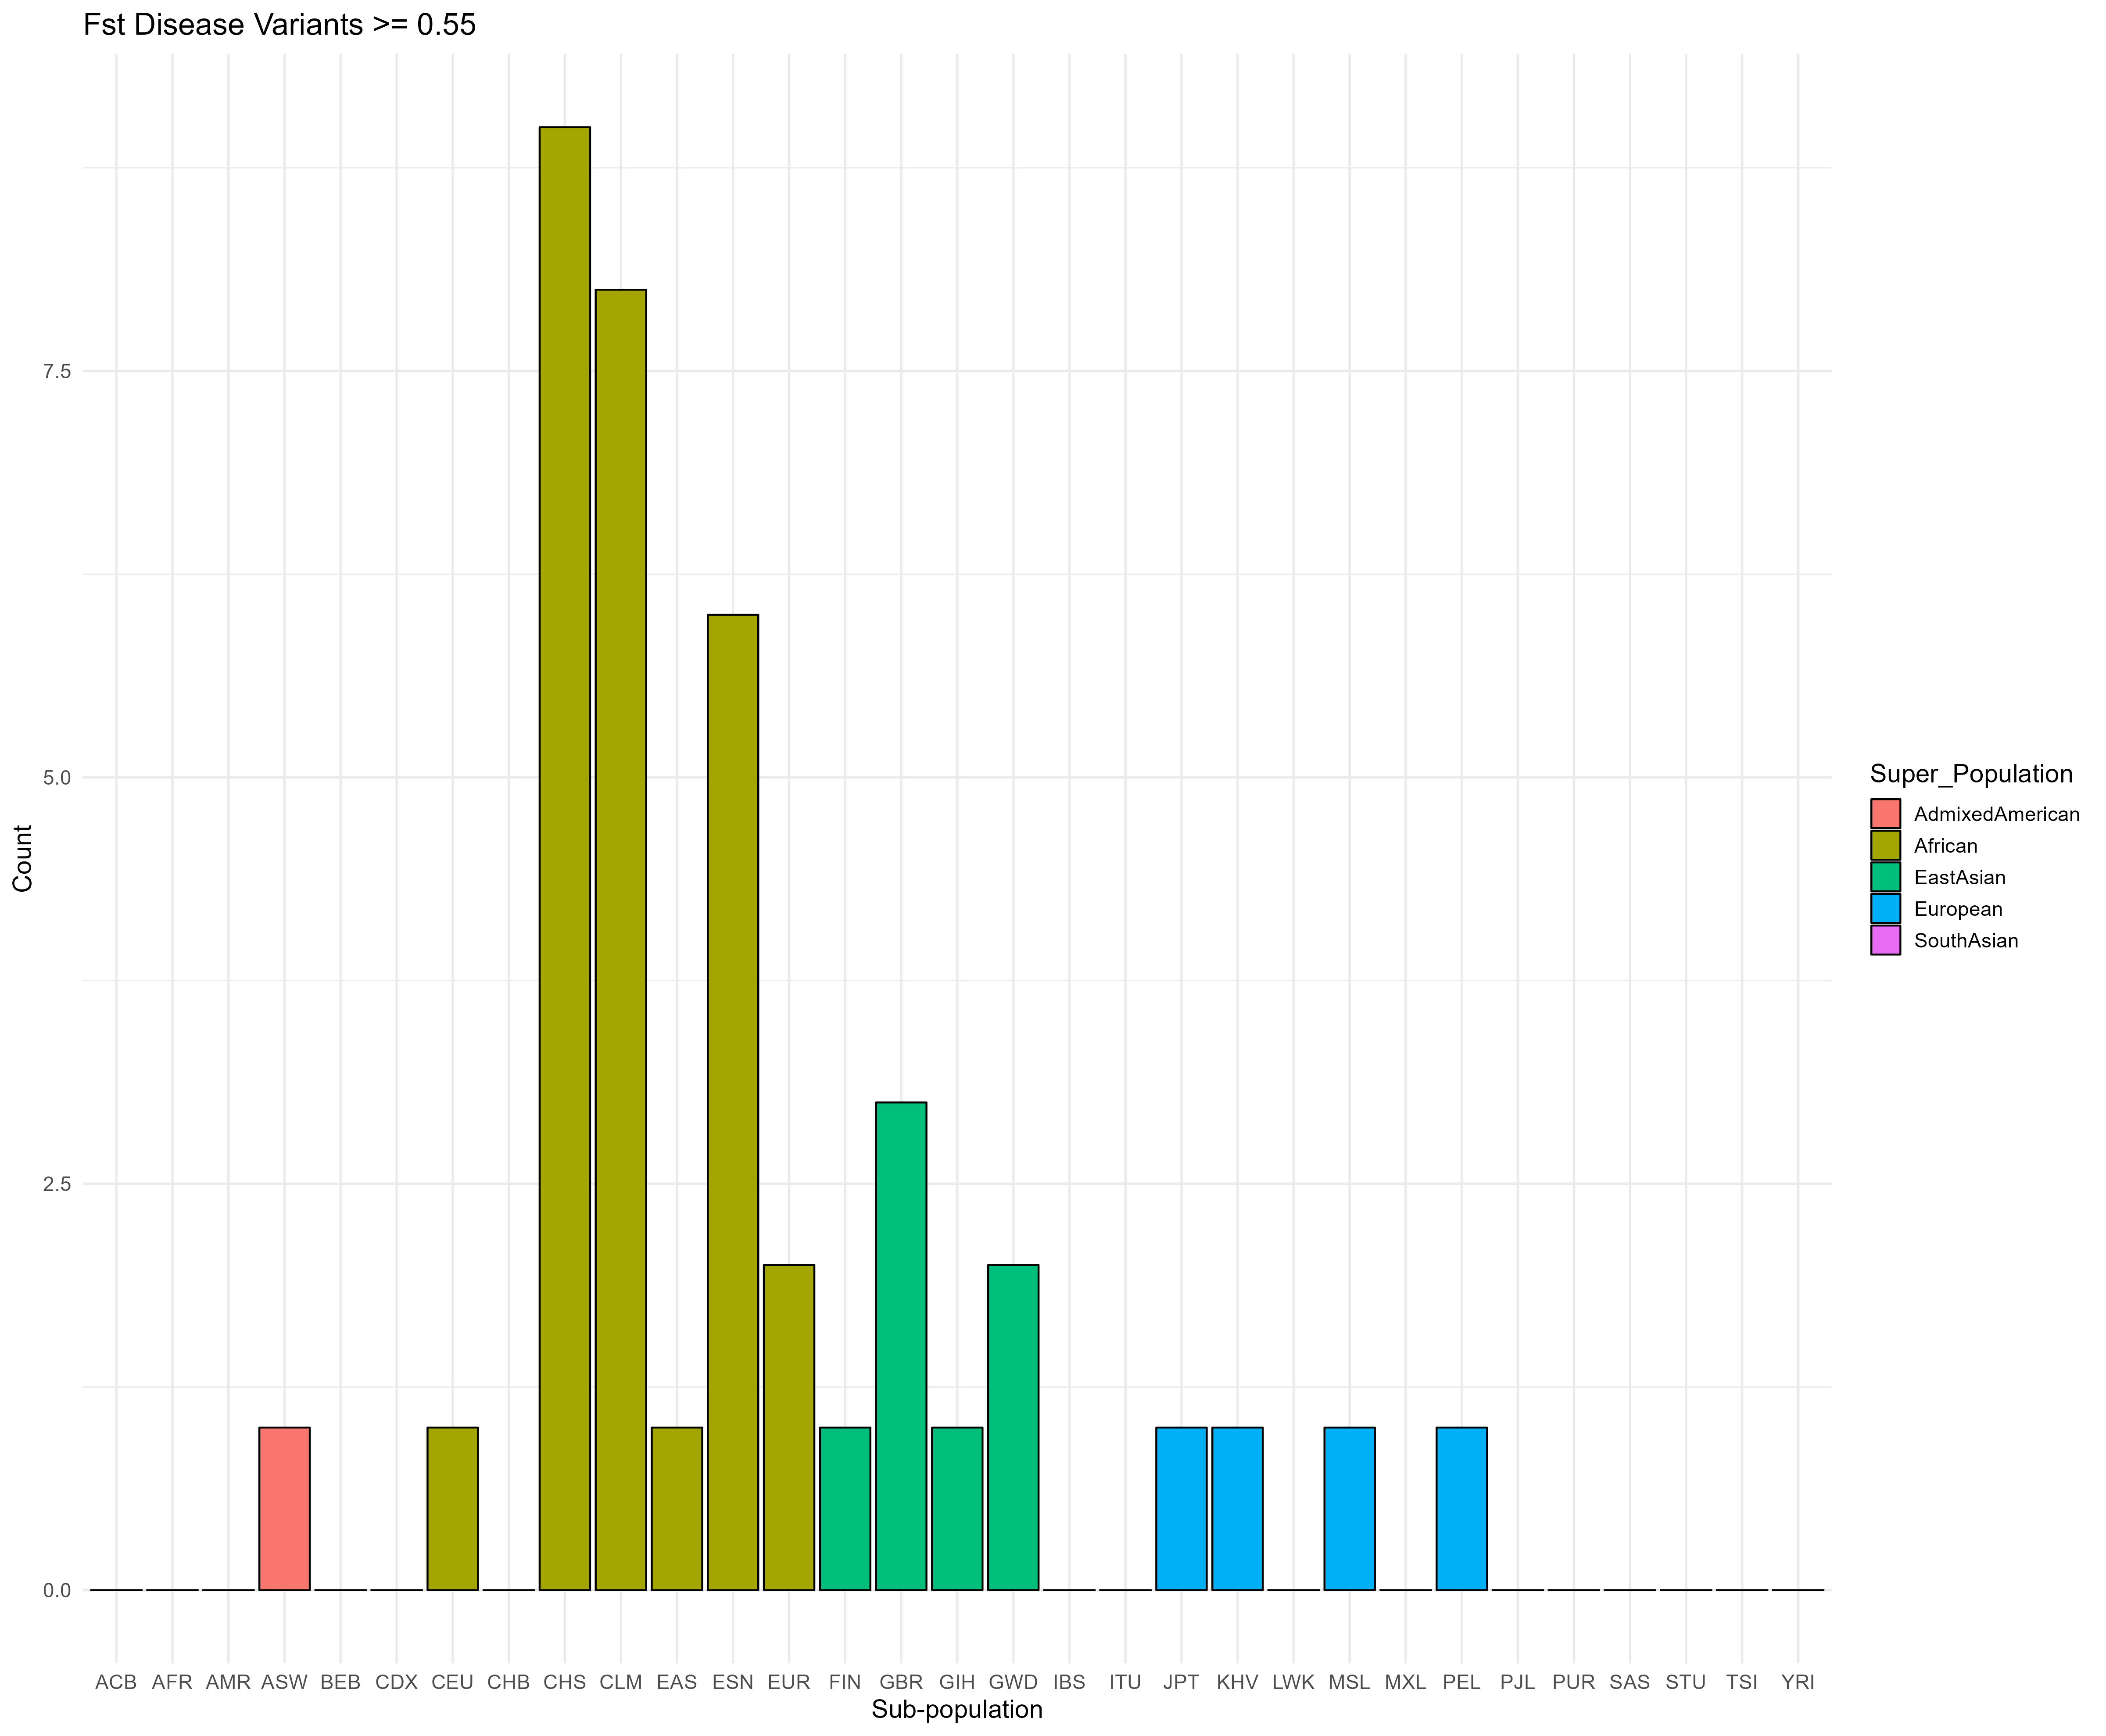 Fst Disease Variants >= 0.55
Count
7.5
5.0
2.5
0.0
ACB AFR AMR ASW BEB CDX CEU CHB CHS CLM EAS ESN EUR FIN GBR GIH GWD IBS ITU JPT KHV LWK MSL MXL PEL PJL PUR SAS STU TSI YRI
Sub-population
Super_Population
AdmixedAmerican
African
EastAsian
European
SouthAsian